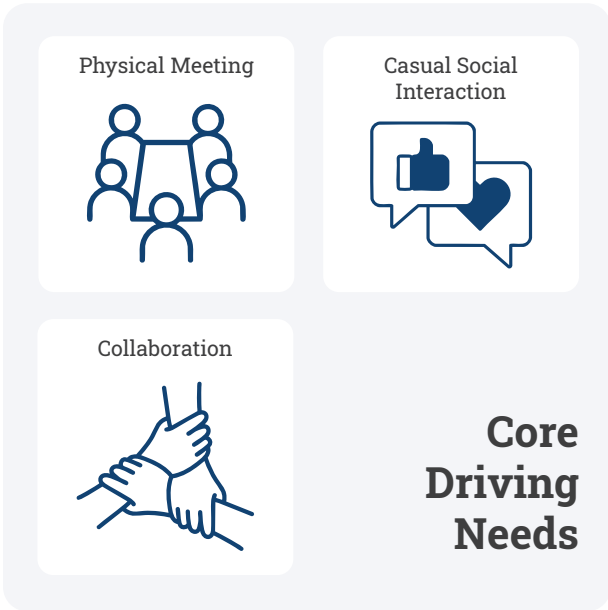 Physical Meeting
Casual Social
Interaction
Collaboration
Core
Driving
Needs